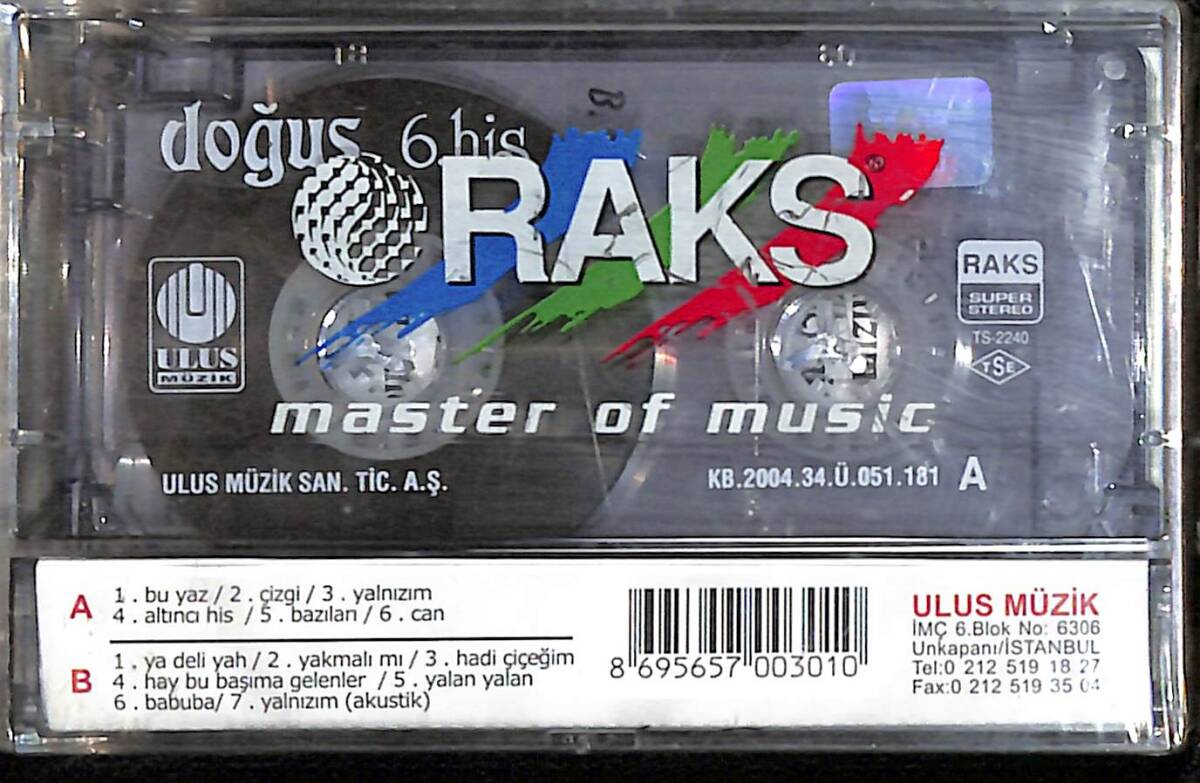 doğuş 6.his
RAKS
®
ULUS
MÜZİK
RAKS
SUPER
STEREO
TS-2240
TSE
master of music
ULUS MÜZİK SAN. TİC. A.Ş.
KB.2004.34.Ü.051.181 A
A
1 . bu yaz / 2 . çizgi / 3 . yalnızım
4 . altıncı his / 5 . bazıları / 6 . can
B
1 . ya deli yah / 2 . yakmalı mı / 3 . hadi çiçeğim
4 . hay bu başıma gelenler / 5 . yalan yalan
6 . babuba/ 7 . yalnızım (akustik)
8 695657 003010
ULUS MÜZİK
İMÇ 6.Blok No: 6306
Unkapanı/İSTANBUL
Tel:0 212 519 18 27
Fax:0 212 519 35 04